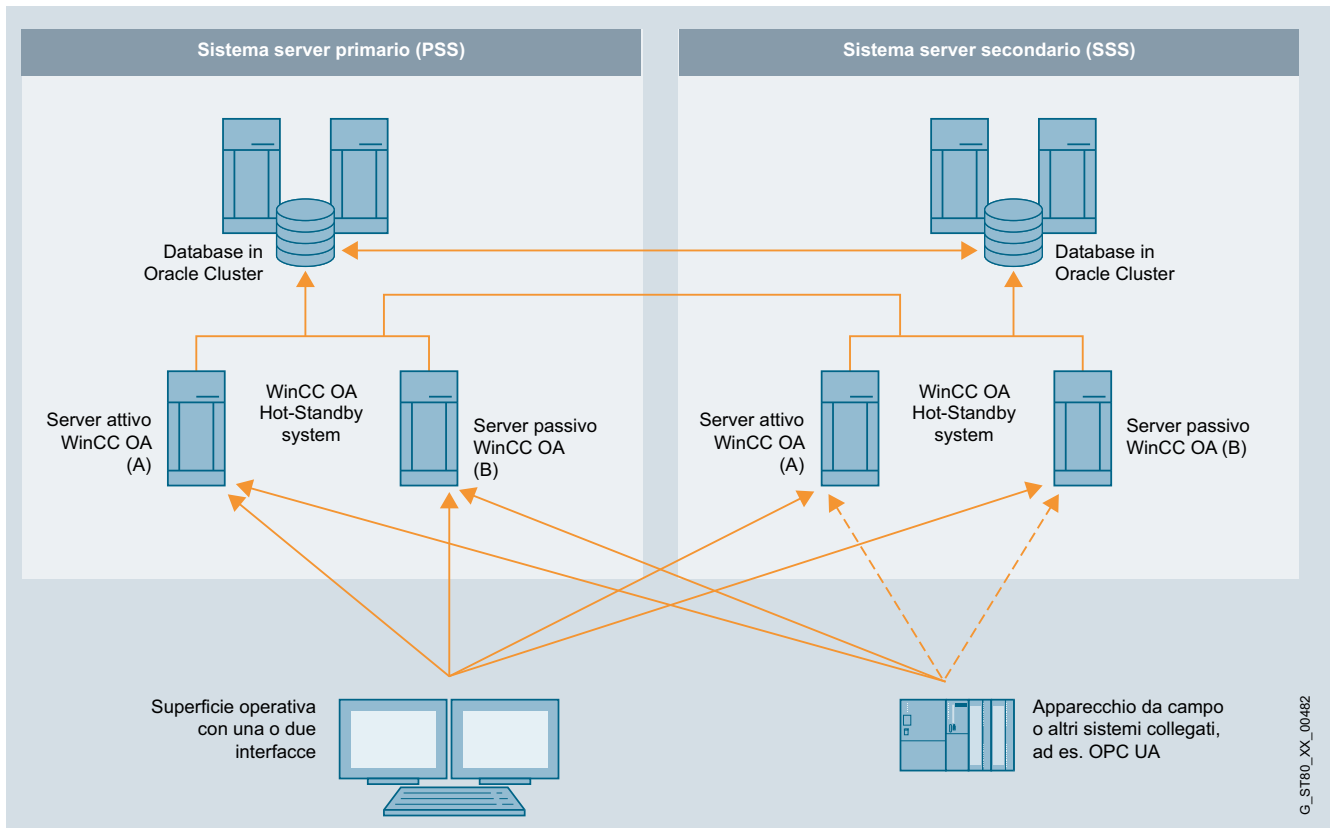 Sistema server primario (PSS)
Sistema server secondario (SSS)
Database in
Oracle Cluster
Database in
Oracle Cluster
Server attivo
WinCC OA
(A)
WinCC OA
Hot-Standby
system
Server passivo
WinCC OA
(B)
Server attivo
WinCC OA
(A)
WinCC OA
Hot-Standby
system
Server passivo
WinCC OA (B)
Superficie operativa
con una o due
interfacce
Apparecchio da campo
o altri sistemi collegati,
ad es. OPC UA
G_ST80_XX_00482